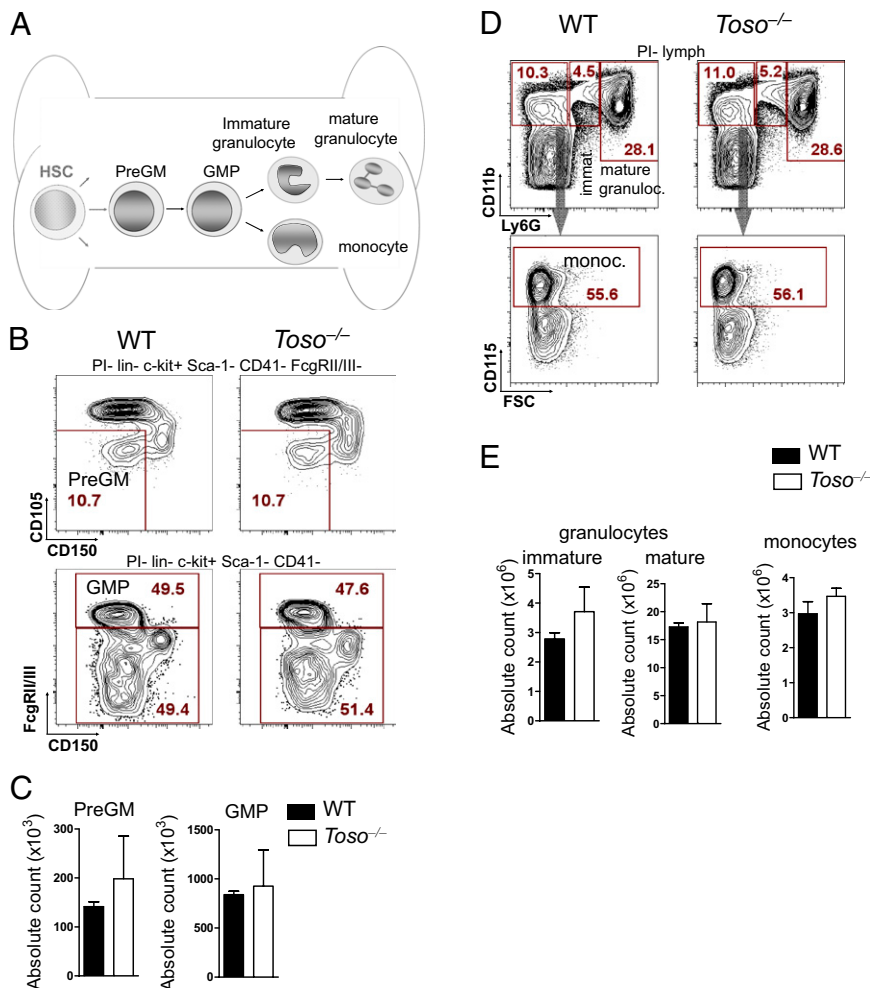 A
HSC
PreGM
GMP
Immature
granulocyte
mature
granulocyte
monocyte
B
WT
Toso–/–
PI- lin- c-kit+ Sca-1- CD41- FcgRII/III-
PreGM
10.7
10.7
CD105
CD150
PI- lin- c-kit+ Sca-1- CD41-
GMP
49.5
47.6
49.4
51.4
FcgRII/III
CD150
C
PreGM
GMP
WT
Toso–/–
Absolute count (x10³)
300
200
100
0
Absolute count (x10³)
1500
1000
500
0
D
WT
Toso–/–
PI- lymph
10.3
4.5
11.0
5.2
28.1
28.6
immat.
mature
granuloc.
CD11b
Ly6G
monoc.
55.6
56.1
CD115
FSC
E
WT
Toso–/–
granulocytes
immature
mature
monocytes
Absolute count (x10⁶)
5
4
3
2
1
0
Absolute count (x10⁶)
25
20
15
10
5
0
Absolute count (x10⁶)
4
3
1
0